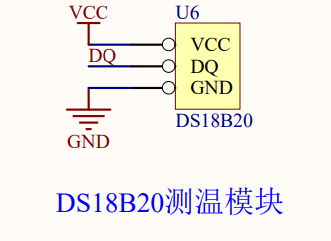 VCC U6
VCC
DQ DQ
GND
GND DS18B20
DS18B20测温模块